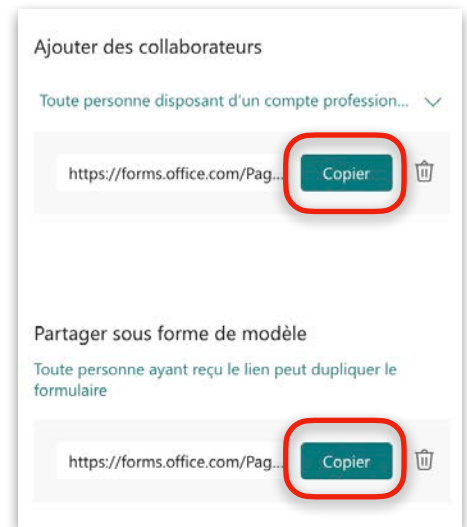 Ajouter des collaborateurs
Toute personne disposant d'un compte profession...
https://forms.office.com/Pag... Copier
Partager sous forme de modèle
Toute personne ayant reçu le lien peut dupliquer le
formulaire
https://forms.office.com/Pag... Copier